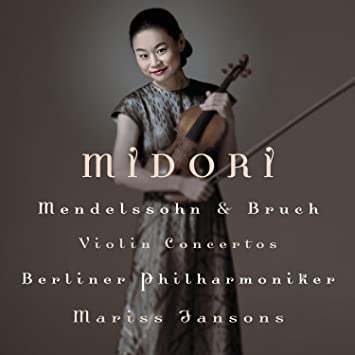 MIDORI
Mendelssohn & Bruch
Violin Concertos
Berliner Philharmoniker
Mariss Jansons